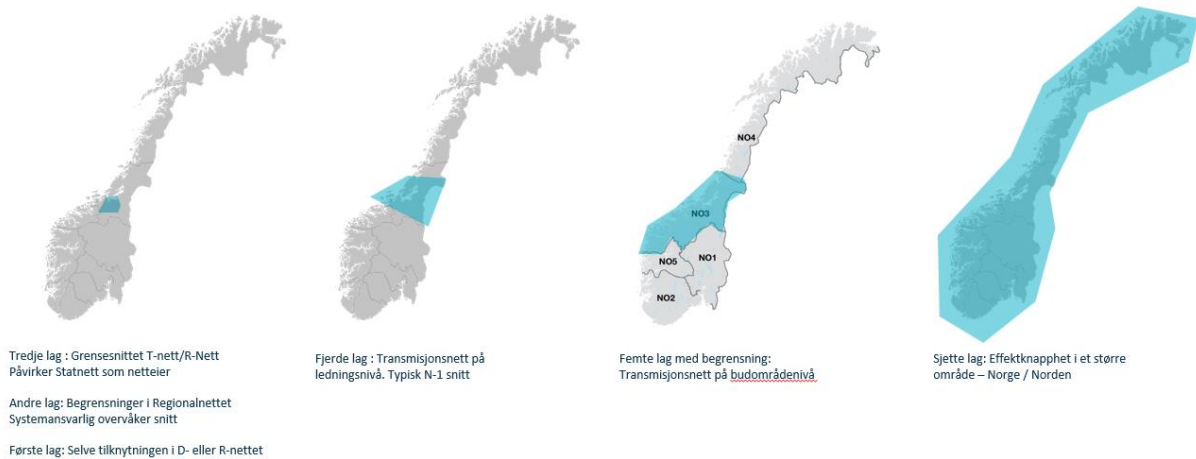 NO4
NO3
NO5
NO1
NO2
Tredje lag : Grensesnittet T-nett/R-Nett
Påvirker Statnett som netteier
Andre lag: Begrensninger i Regionalnettet
Systemansvarlig overvåker snitt
Første lag: Selve tilknytningen i D- eller R-nettet
Fjerde lag : Transmisjonsnett på
ledningsnivå. Typisk N-1 snitt
Femte lag med begrensning:
Transmisjonsnett på budområdenivå
Sjette lag: Effektknapphet i et større
område – Norge / Norden